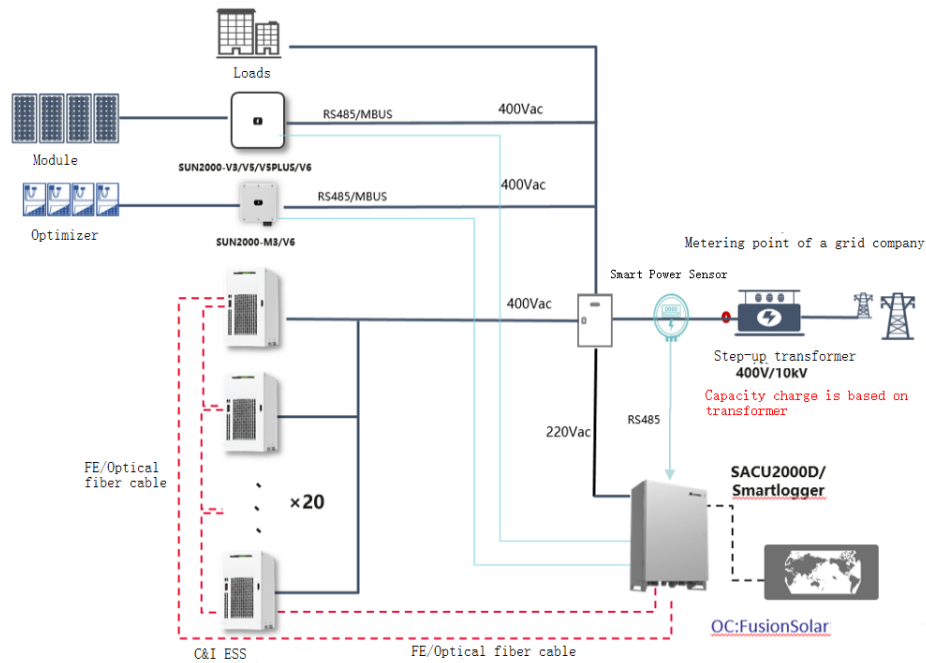 Loads
RS485/MBUS
400Vac
Module
SUN2000-V3/V5/V5PLUS/V6
400Vac
RS485/MBUS
Optimizer
SUN2000-M3/V6
Metering point of a grid company
Smart Power Sensor
400Vac
Step-up transformer
400V/10kV
Capacity charge is based on
transformer
RS485
220Vac
FE/Optical
fiber cable
×20
SACU2000D/
Smartlogger
OC:FusionSolar
C&I ESS
FE/Optical fiber cable